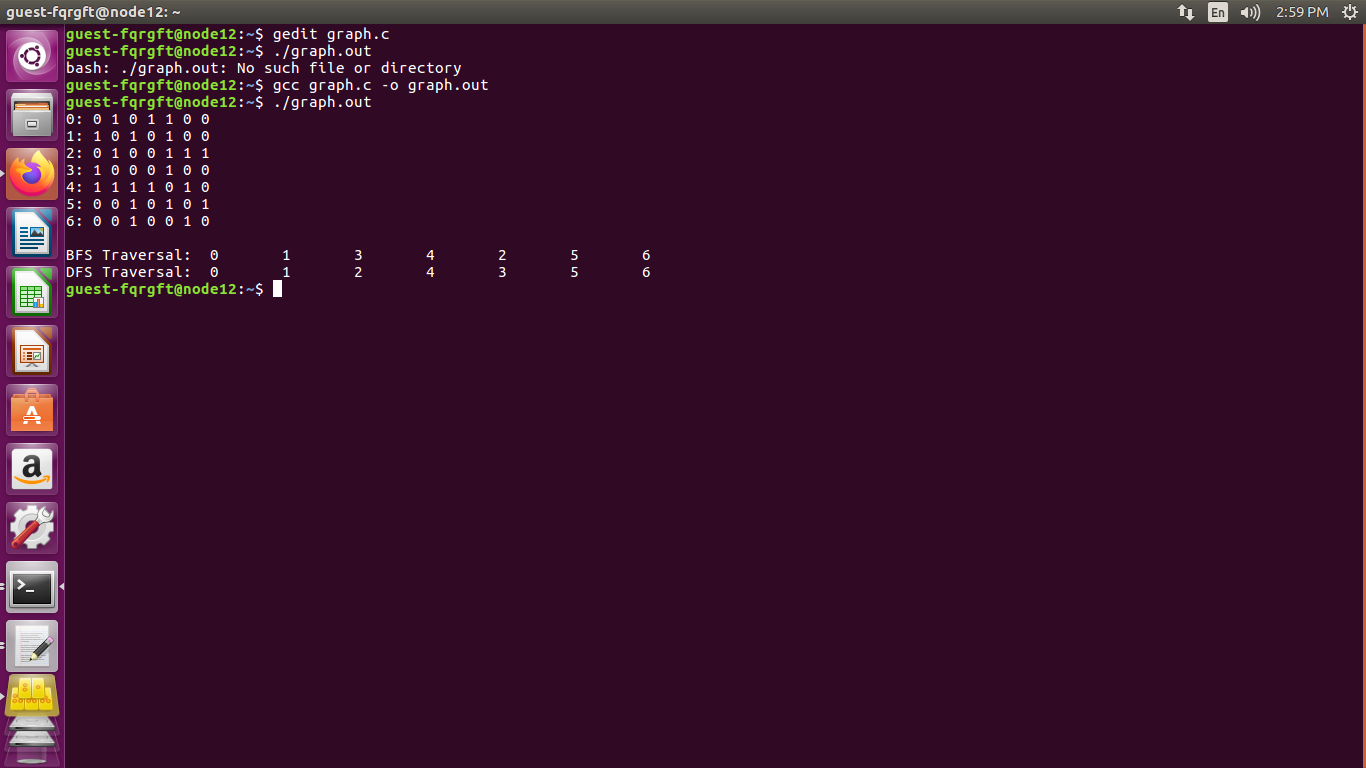 guest-fqrgft@node12: ~
En
2:59 PM
guest-fqrgft@node12:~$ gedit graph.c
guest-fqrgft@node12:~$ ./graph.out
bash: ./graph.out: No such file or directory
guest-fqrgft@node12:~$ gcc graph.c -o graph.out
guest-fqrgft@node12:~$ ./graph.out
0: 0 1 0 1 1 0 0
1: 1 0 1 0 1 0 0
2: 0 1 0 0 1 1 1
3: 1 0 0 0 1 0 0
4: 1 1 1 1 0 1 0
5: 0 0 1 0 1 0 1
6: 0 0 1 0 0 1 0
BFS Traversal:  0       1       3       4       2       5       6
DFS Traversal:  0       1       2       4       3       5       6
guest-fqrgft@node12:~$